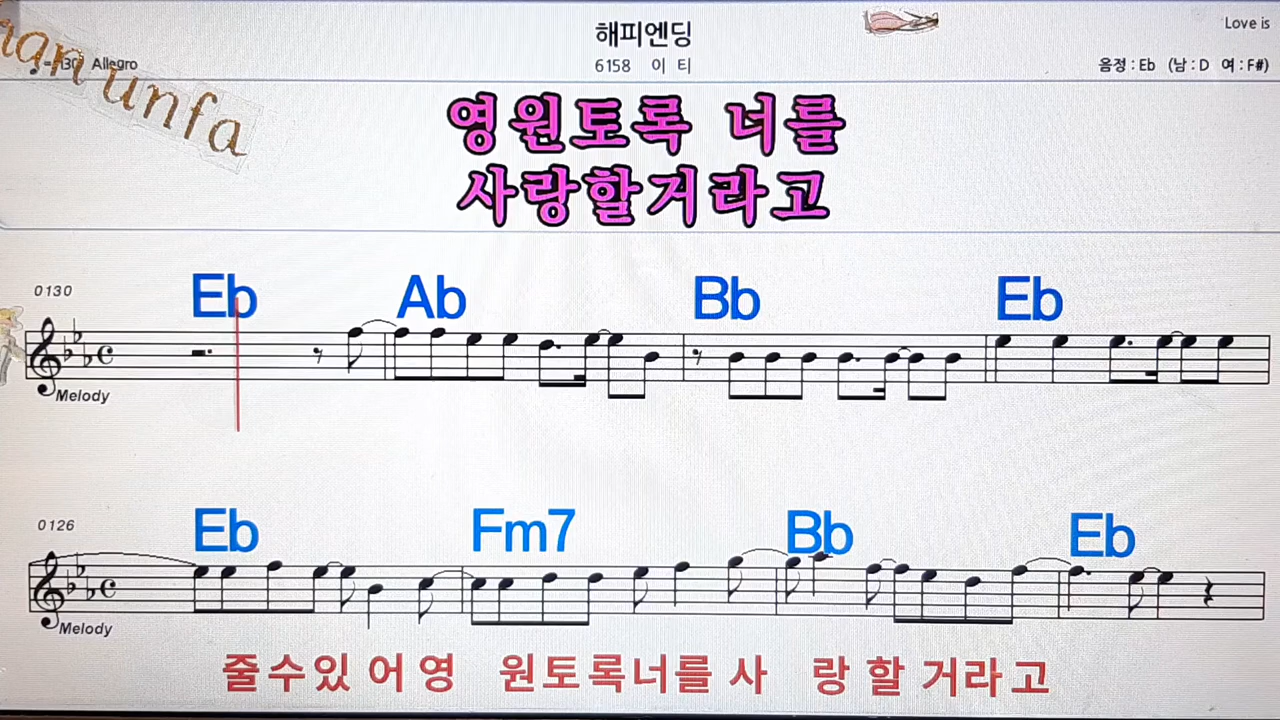 해피엔딩
Love is
6158 이 티
♩=130 Allegro
음정 : Eb (남 : D 여 : F#)
unfa
영원토록 너를
사랑할거라고
0130
Eb Ab Bb Eb
Melody
0126
Eb Fm7 Bb Eb
Melody
줄수있 어 영 원토록너를 사 랑 할 거라 고